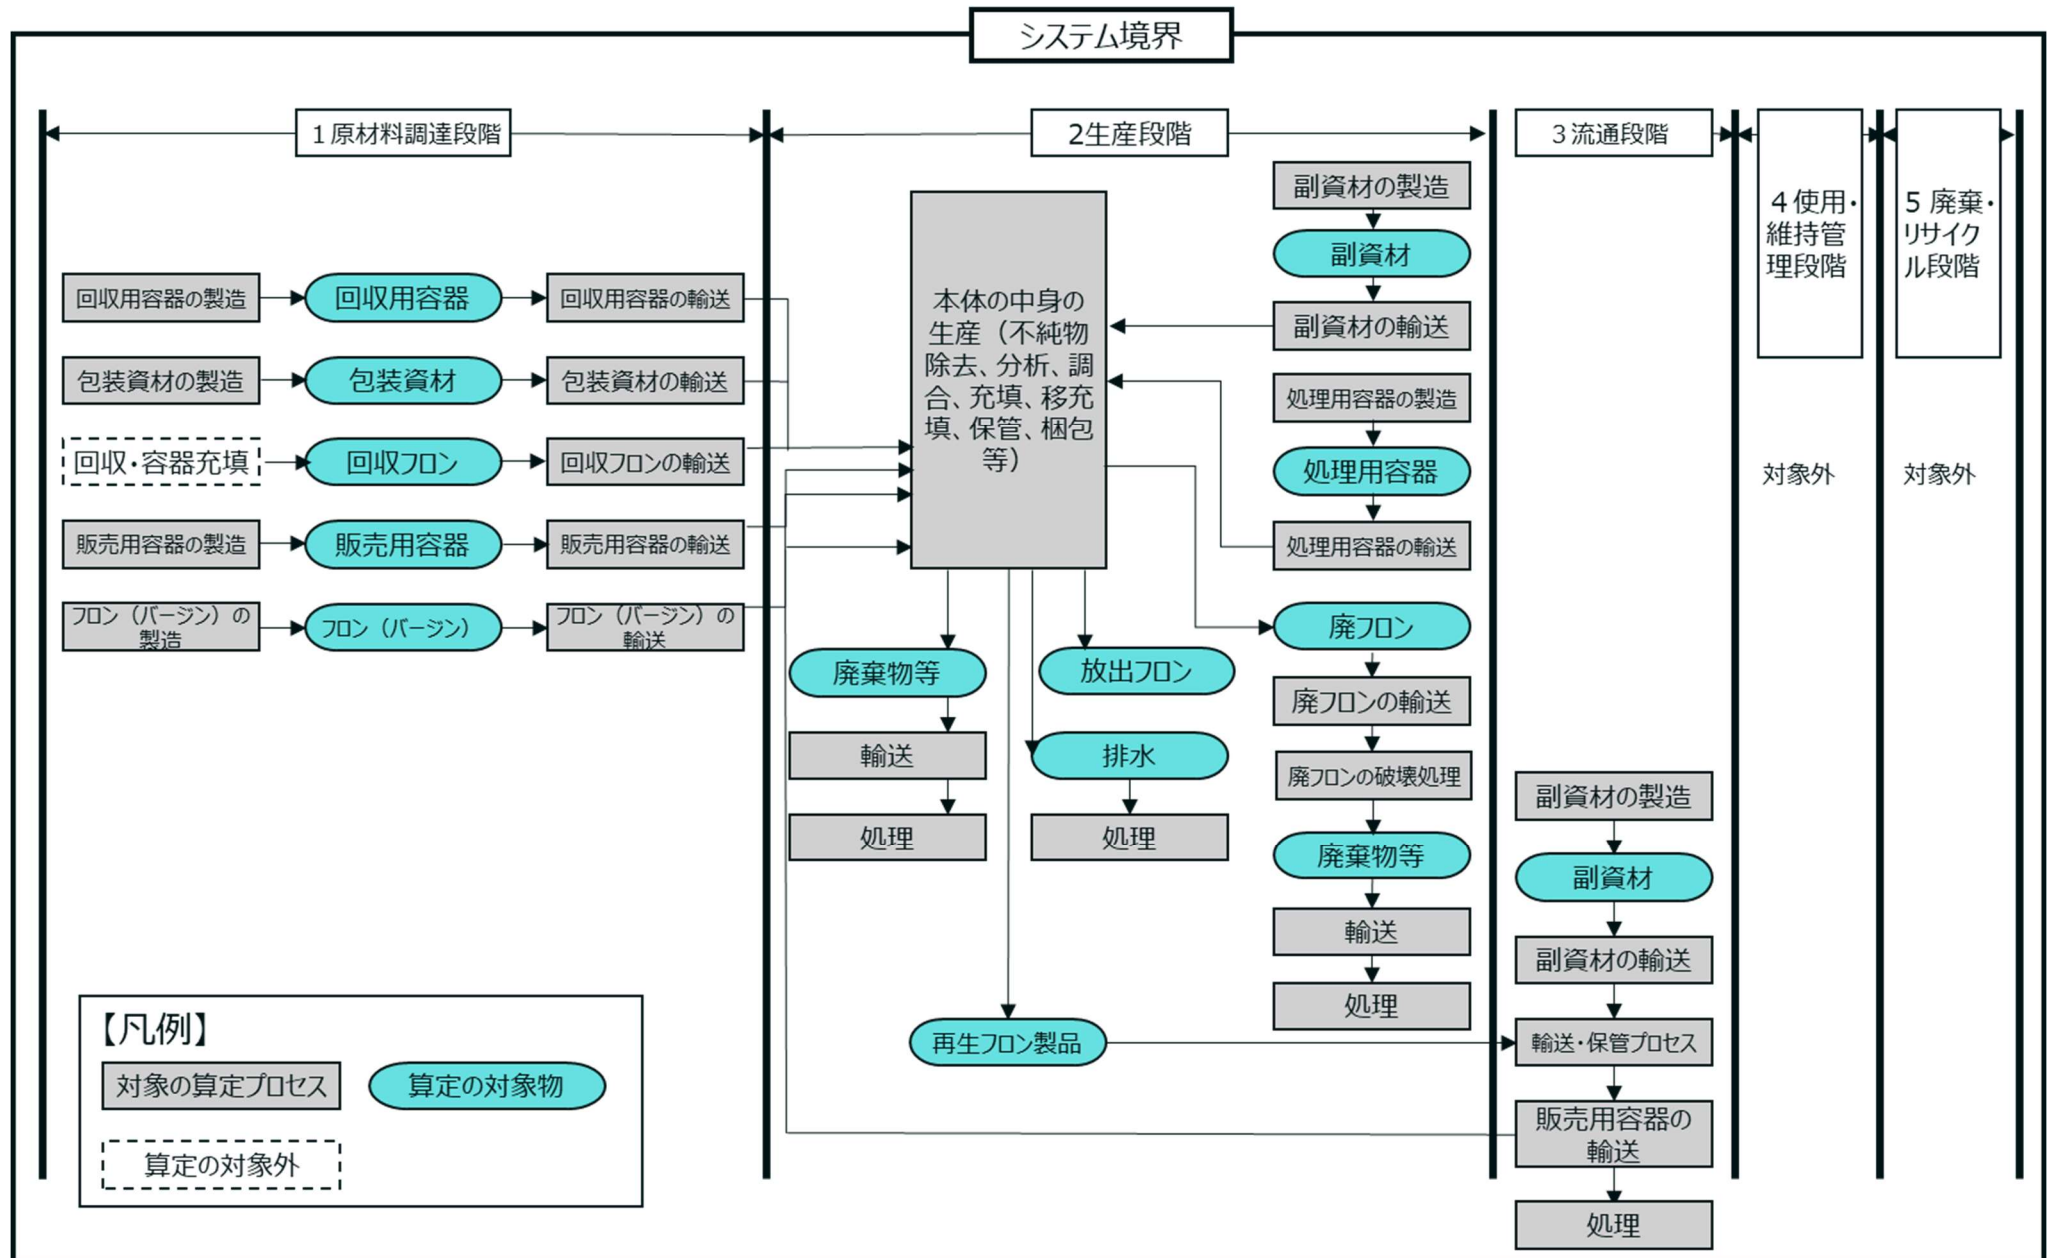 システム境界
１原材料調達段階
2生産段階
３流通段階
４使用・
維持管
理段階
5 廃棄・
リサイク
ル段階
対象外
対象外
回収用容器の製造
回収用容器
回収用容器の輸送
包装資材の製造
包装資材
包装資材の輸送
回収・容器充填
回収フロン
回収フロンの輸送
販売用容器の製造
販売用容器
販売用容器の輸送
フロン（バージン）の
製造
フロン（バージン）
フロン（バージン）の
輸送
本体の中身の
生産（不純物
除去、分析、調
合、充填、移充
填、保管、梱包
等）
副資材の製造
副資材
副資材の輸送
処理用容器の製造
処理用容器
処理用容器の輸送
廃フロン
廃フロンの輸送
廃フロンの破壊処理
廃棄物等
輸送
処理
廃棄物等
輸送
処理
放出フロン
排水
処理
再生フロン製品
副資材の製造
副資材
副資材の輸送
輸送・保管プロセス
販売用容器の
輸送
処理
【凡例】
対象の算定プロセス
算定の対象物
算定の対象外